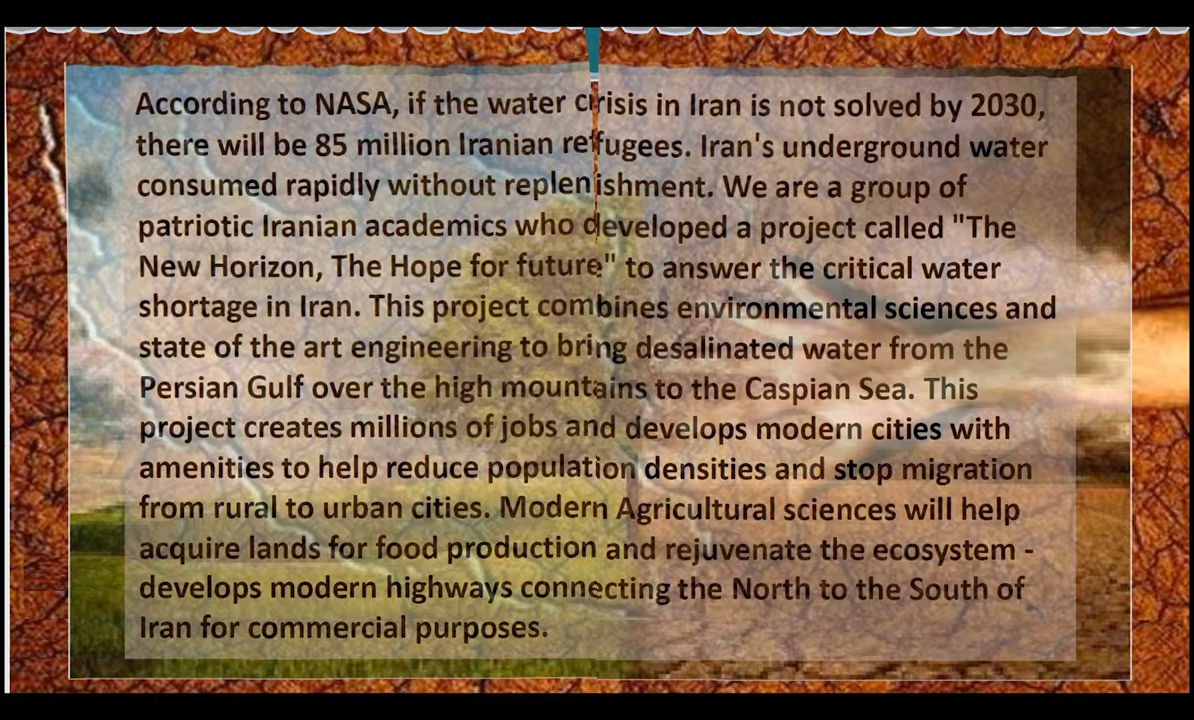 According to NASA, if the water crisis in Iran is not solved by 2030,
there will be 85 million Iranian refugees. Iran's underground water
consumed rapidly without replenishment. We are a group of
patriotic Iranian academics who developed a project called "The
New Horizon, The Hope for future" to answer the critical water
shortage in Iran. This project combines environmental sciences and
state of the art engineering to bring desalinated water from the
Persian Gulf over the high mountains to the Caspian Sea. This
project creates millions of jobs and develops modern cities with
amenities to help reduce population densities and stop migration
from rural to urban cities. Modern Agricultural sciences will help
acquire lands for food production and rejuvenate the ecosystem -
develops modern highways connecting the North to the South of
Iran for commercial purposes.